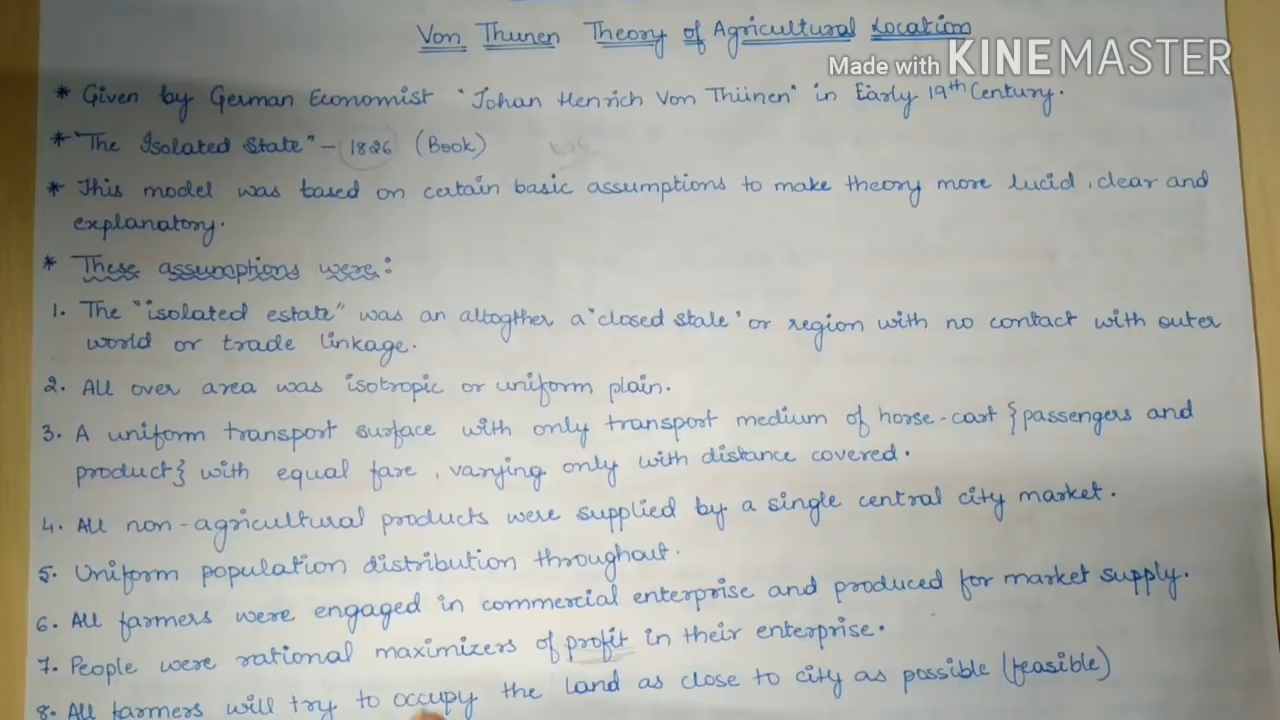 Von Thunen Theory of Agricultural Location
Made with KINEMASTER
* Given by German Economist "Johan Henrich Von Thünen" in Early 19th Century.
* "The Isolated State" - 1826 (Book)
* This model was based on certain basic assumptions to make theory more lucid, clear and
explanatory.
* These assumptions were:
1. The "isolated estate" was an altogther a "closed state" or region with no contact with outer
world or trade linkage.
2. All over area was isotropic or uniform plain.
3. A uniform transport surface with only transport medium of horse-cart {passengers and
product} with equal fare, varying only with distance covered.
4. All non-agricultural products were supplied by a single central city market.
5. Uniform population distribution throughout.
6. All farmers were engaged in commercial enterprise and produced for market supply.
7. People were rational maximizers of profit in their enterprise.
8. All farmers will try to occupy the land as close to city as possible (feasible)